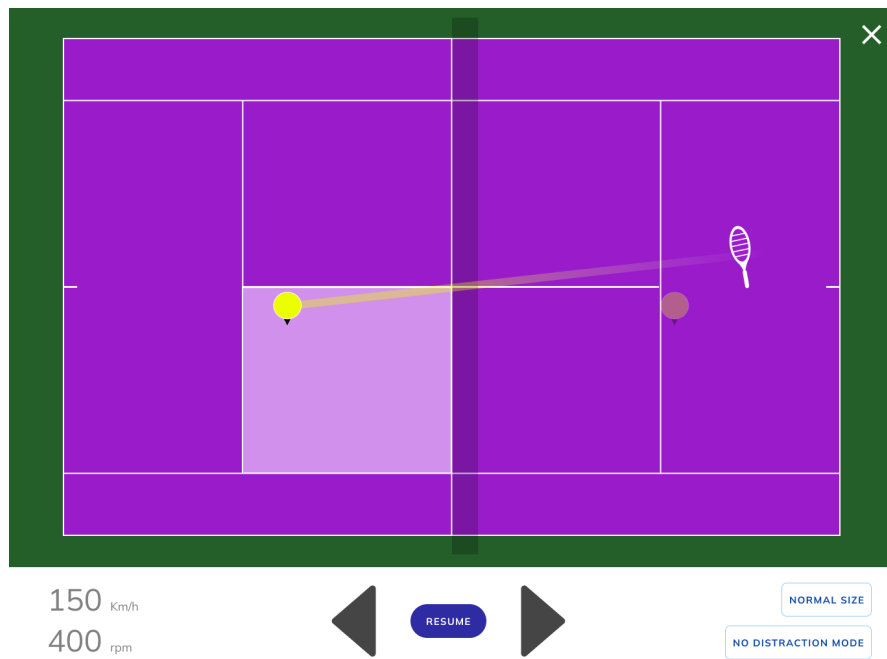 150 Km/h
400 rpm
RESUME
NORMAL SIZE
NO DISTRACTION MODE